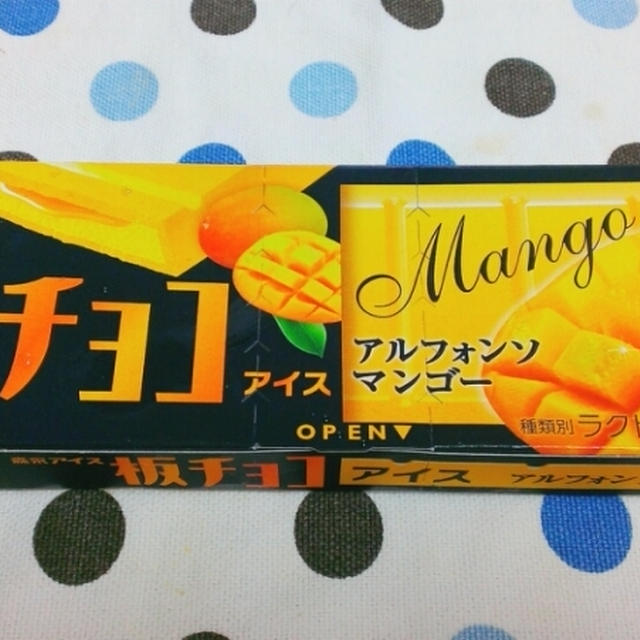 チョコ
アイス
OPEN▼
Mango
アルフォンソ
マンゴー
種類別 ラクト
森永アイス 板チョコ アイス アルフォン